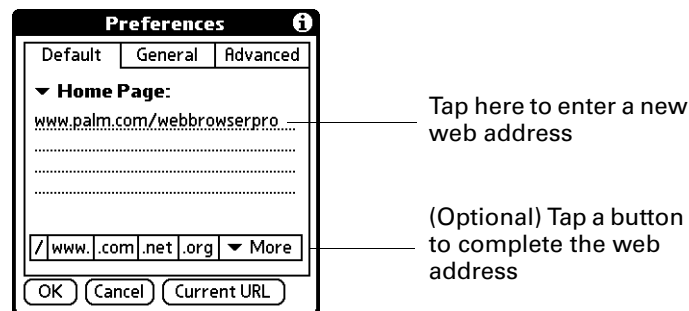 Preferences i
Default General Advanced
Home Page:
www.palm.com/webbrowserpro
/ www. .com .net .org More
OK Cancel Current URL
Tap here to enter a new
web address
(Optional) Tap a button
to complete the web
address